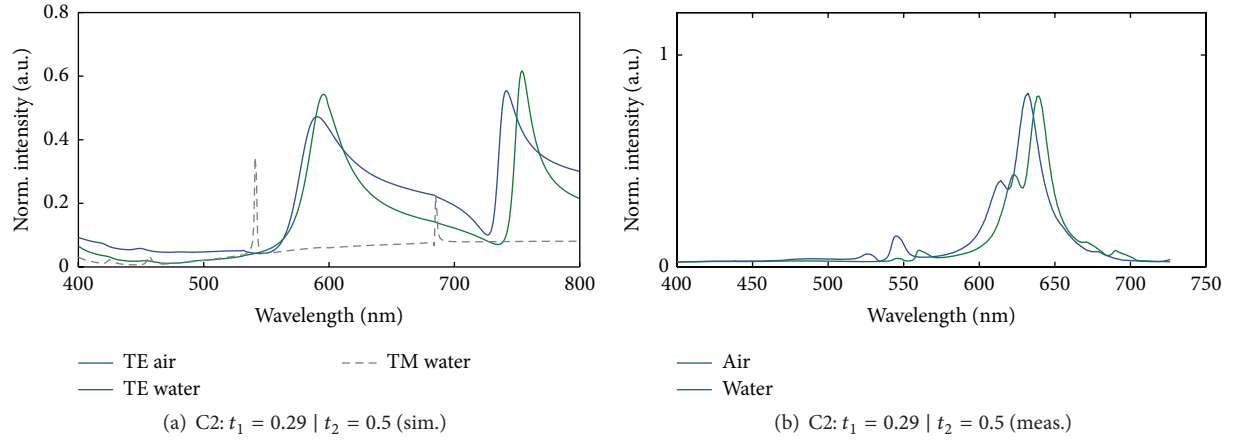 0.8
0.6
0.4
0.2
0
Norm. intensity (a.u.)
400 500 600 700 800
Wavelength (nm)
TE air
TE water
TM water
(a) C2: t₁ = 0.29 | t₂ = 0.5 (sim.)
1
0
Norm. intensity (a.u.)
400 450 500 550 600 650 700 750
Wavelength (nm)
Air
Water
(b) C2: t₁ = 0.29 | t₂ = 0.5 (meas.)